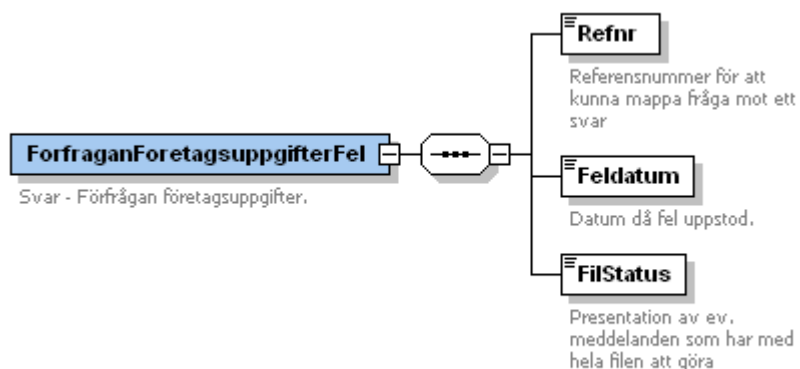 Refnr
Referensnummer för att
kunna mappa fråga mot ett
svar
ForfraganForetagsuppgifterFel
Svar - Förfrågan företagsuppgifter.
Feldatum
Datum då fel uppstod.
FilStatus
Presentation av ev.
meddelanden som har med
hela filen att göra